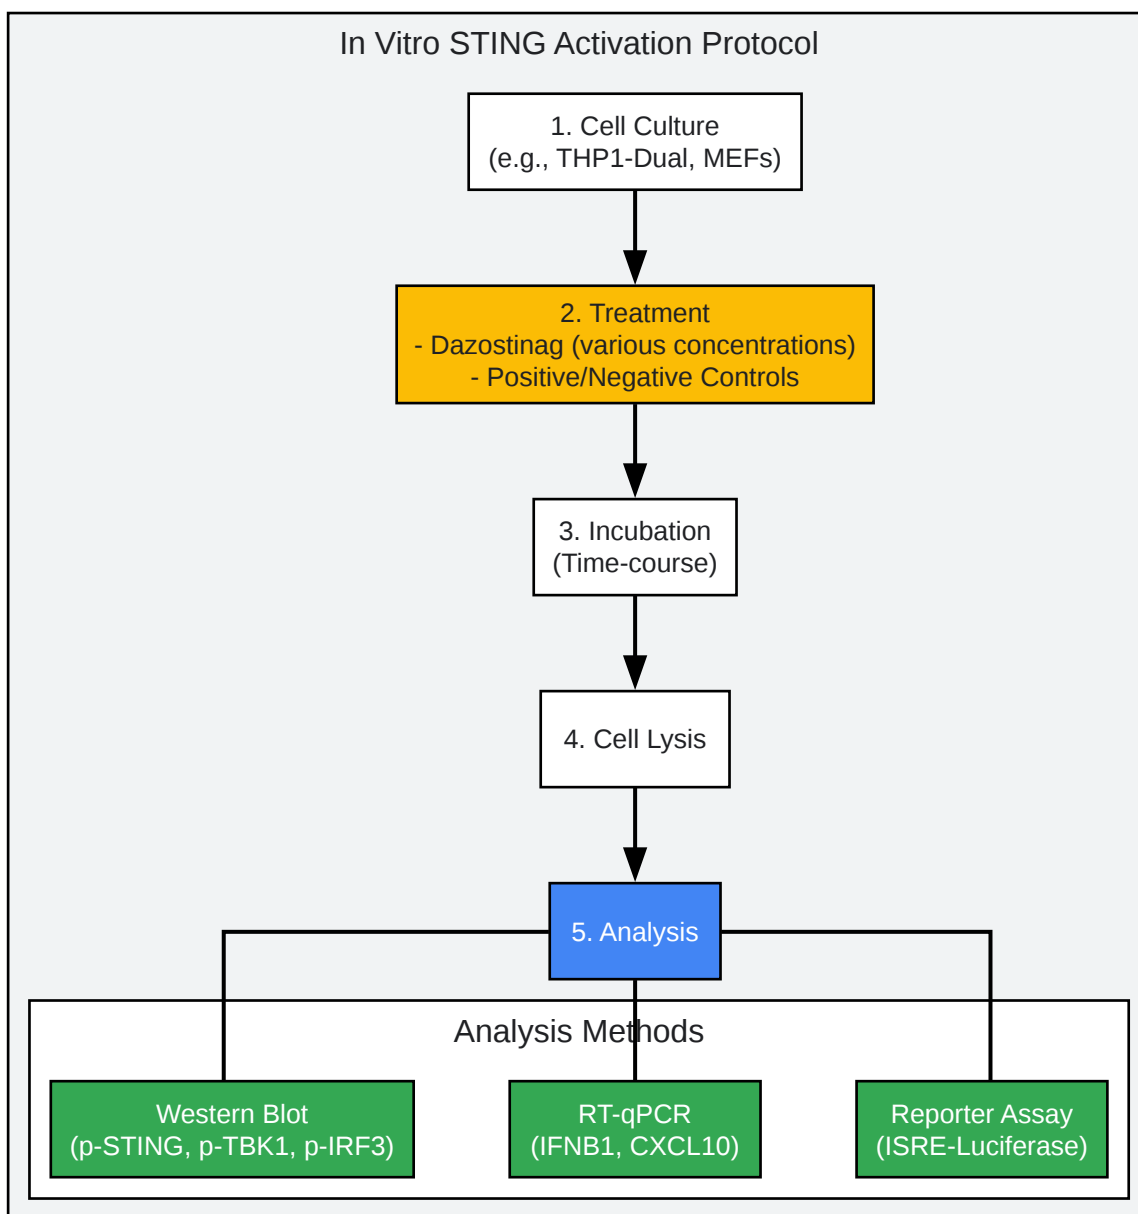 In Vitro STING Activation Protocol
1. Cell Culture
(e.g., THP1-Dual, MEFs)
2. Treatment
- Dazostinag (various concentrations)
- Positive/Negative Controls
3. Incubation
(Time-course)
4. Cell Lysis
5. Analysis
Analysis Methods
Western Blot
(p-STING, p-TBK1, p-IRF3)
RT-qPCR
(IFNB1, CXCL10)
Reporter Assay
(ISRE-Luciferase)